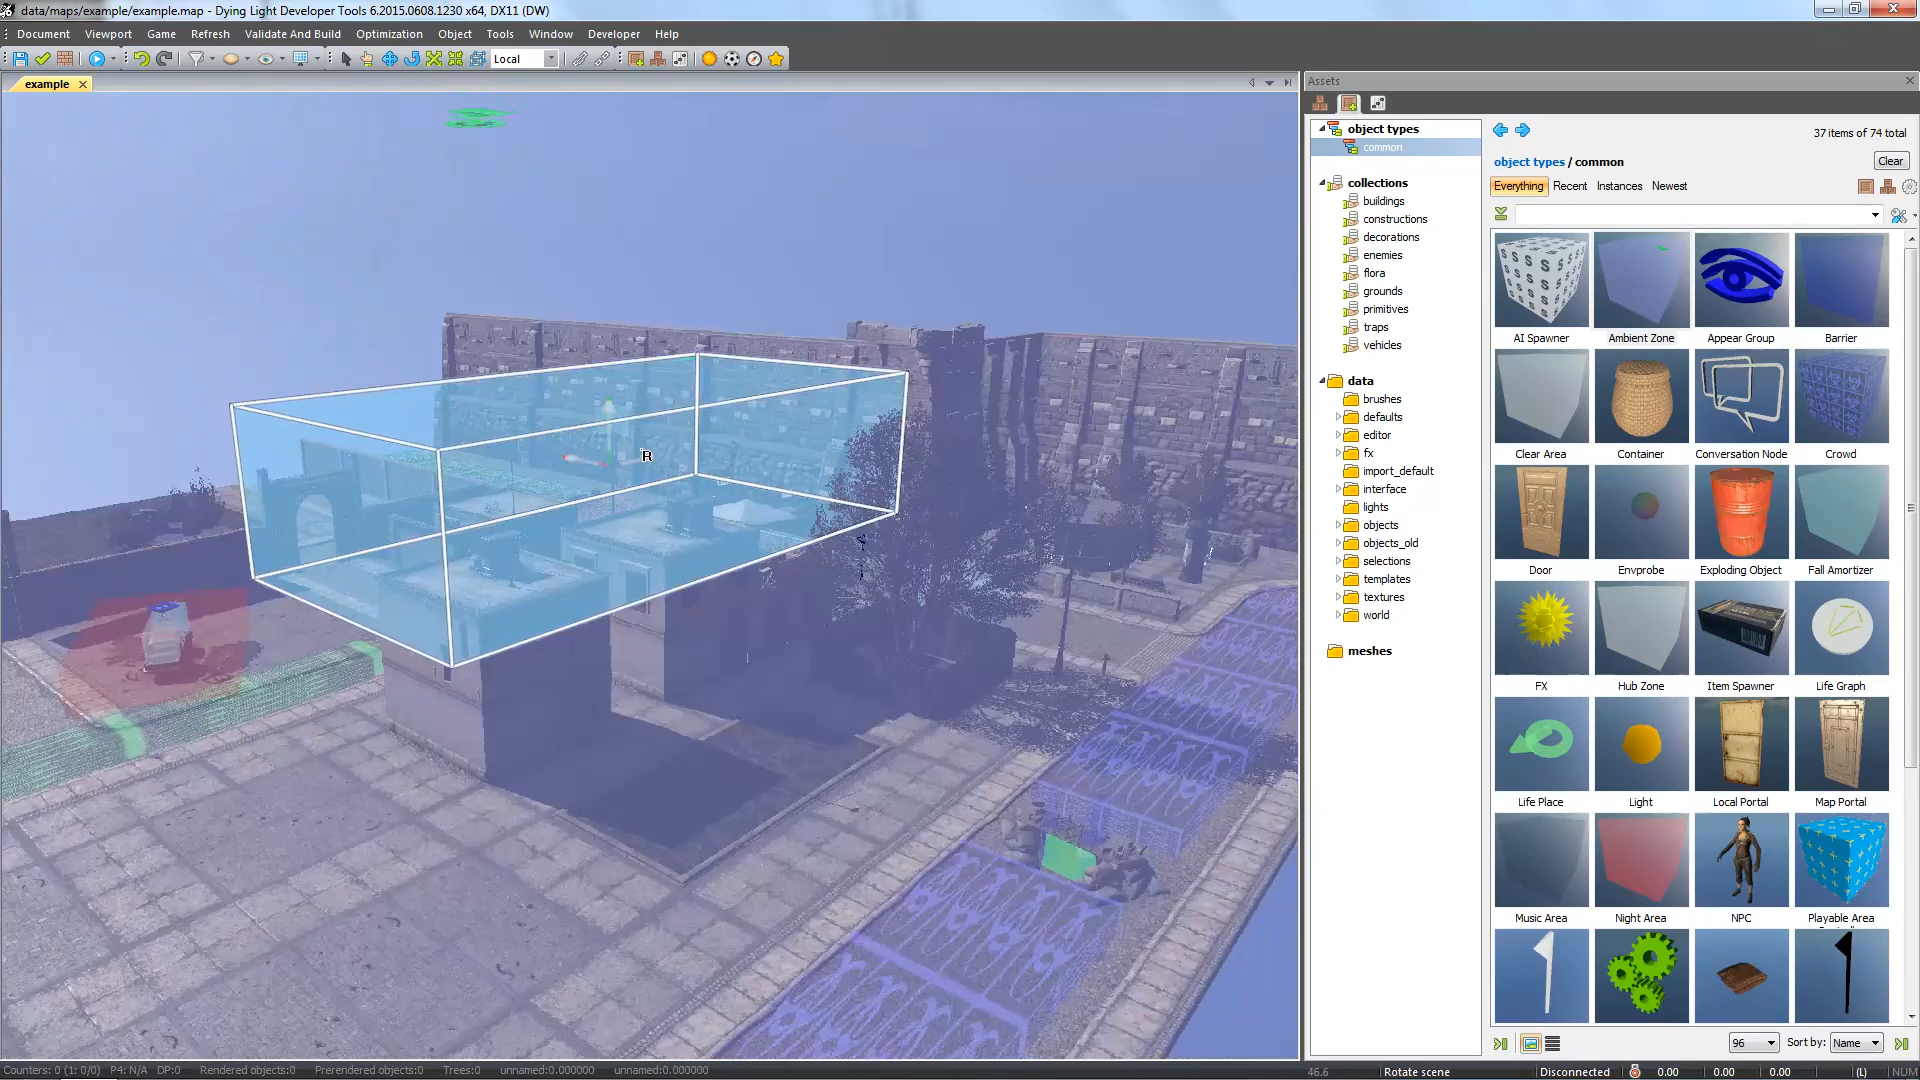 data/maps/example/example.map - Dying Light Developer Tools 6.2015.0608.1230 x64, DX11 (DW)
Document Viewport Game Refresh Validate And Build Optimization Object Tools Window Developer Help
Local
example
Assets
object types
common
collections
buildings
constructions
decorations
enemies
flora
grounds
primitives
traps
vehicles
data
brushes
defaults
editor
fx
import_default
interface
lights
objects
objects_old
selections
templates
textures
world
meshes
37 items of 74 total
object types / common
Clear
Everything Recent Instances Newest
AI Spawner Ambient Zone Appear Group Barrier
Clear Area Container Conversation Node Crowd
Door Envprobe Exploding Object Fall Amortizer
FX Hub Zone Item Spawner Life Graph
Life Place Light Local Portal Map Portal
Music Area Night Area NPC Playable Area
R
96 Sort by: Name
Counters: 0 (1: 0/0) P4: N/A DP:0 Rendered objects:0 Prerendered objects:0 Trees:0 unnamed:0.000000 unnamed:0.000000
46.6 Rotate scene Disconnected 0.00 0.00 0.00 (L) NUM